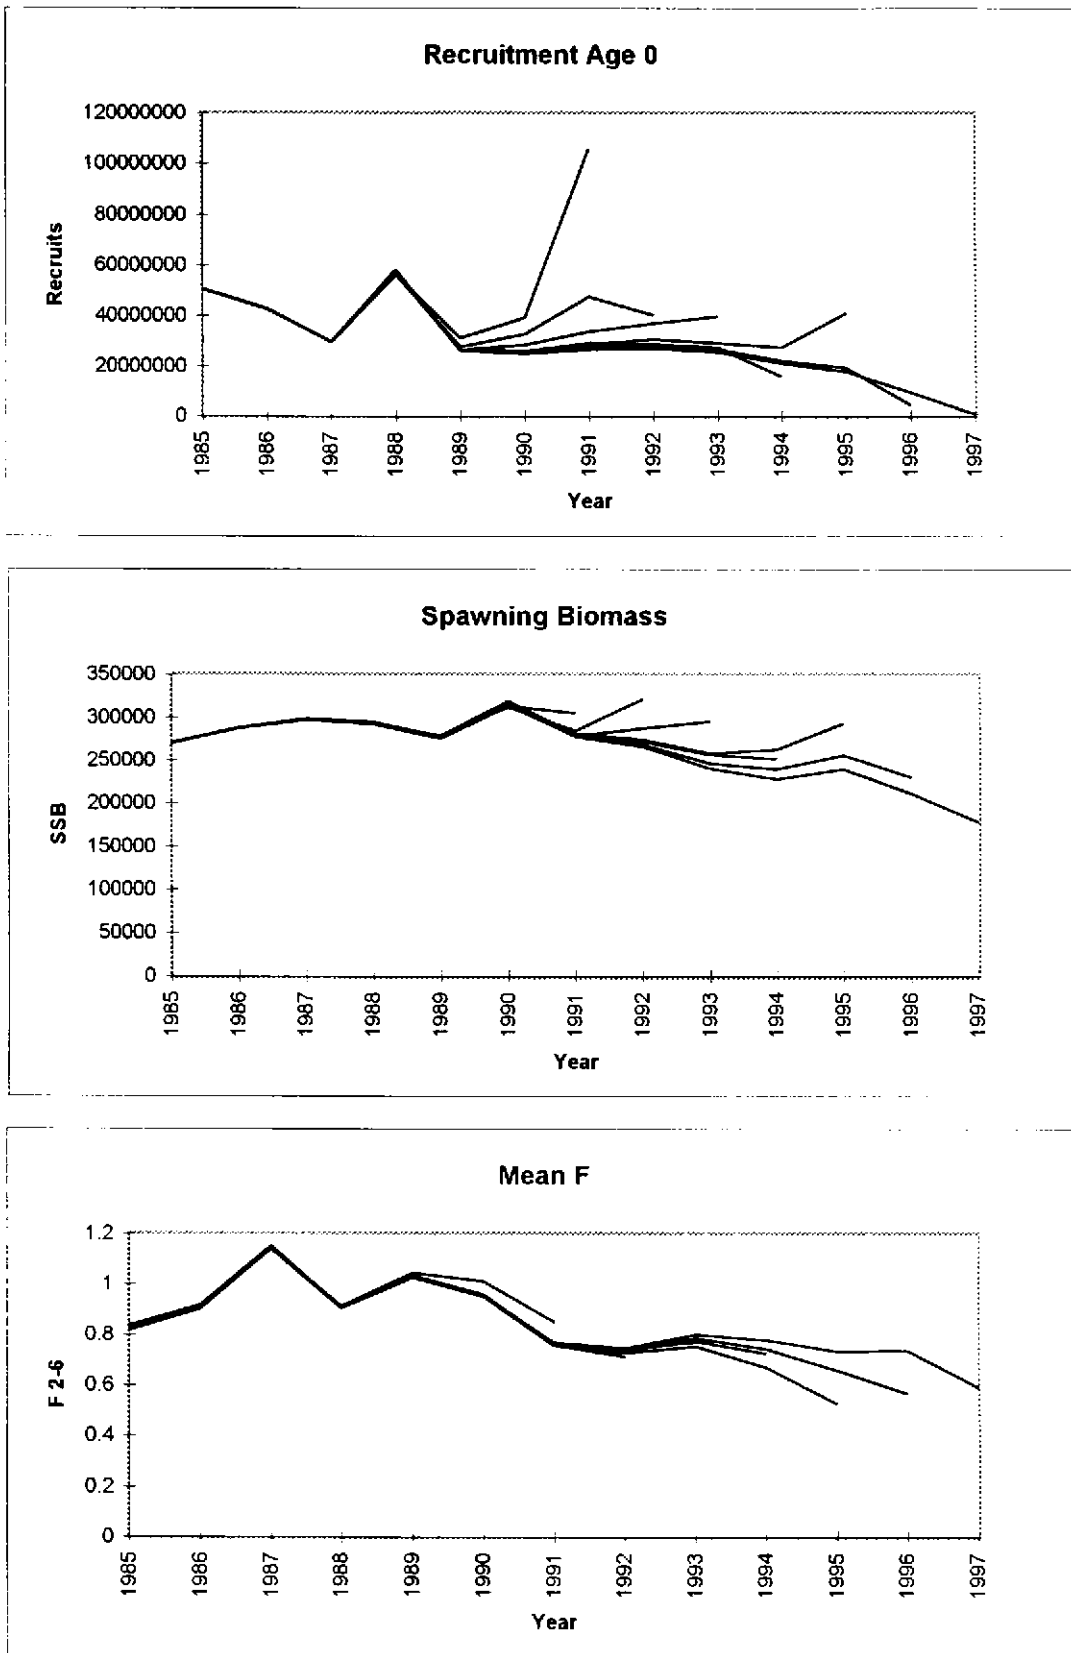 Recruitment Age 0
120000000
100000000
80000000
60000000
40000000
20000000
0
Recruits
1985 1986 1987 1988 1989 1990 1991 1992 1993 1994 1995 1996 1997
Year
Spawning Biomass
350000
300000
250000
200000
150000
100000
50000
0
SSB
1985 1986 1987 1988 1989 1990 1991 1992 1993 1994 1995 1996 1997
Year
Mean F
1.2
1
0.8
0.6
0.4
0.2
0
F 2-6
1985 1986 1987 1988 1989 1990 1991 1992 1993 1994 1995 1996 1997
Year